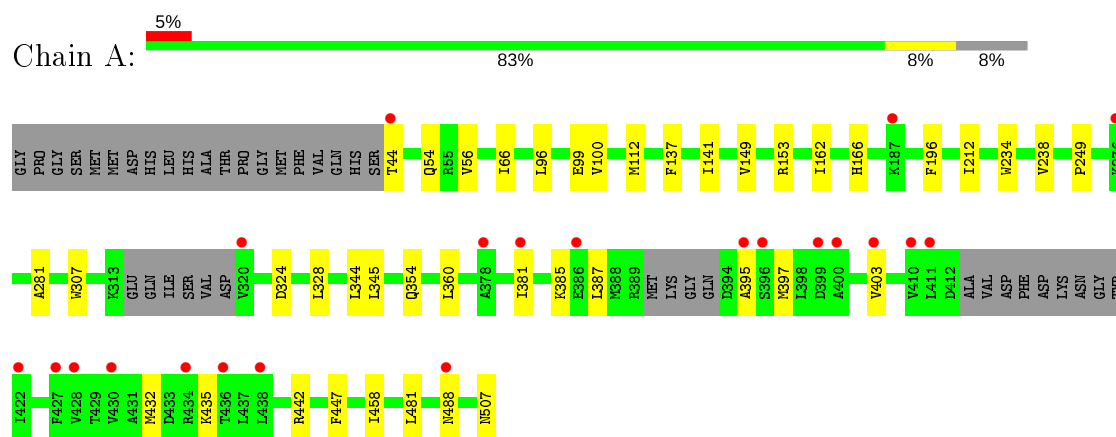 5%
Chain A:
83% 8% 8%
GLY PRO GLY SER MET MET ASP HIS LEU HIS ALA THR PRO GLY MET PHE VAL GLN HIS SER T44 Q54 R55 V56 I66 L96 E99 V100 M112 F137 I141 V149 R153 I162 H166 K187 F196 I212 W234 V238 P249
A281 W307 K313 GLU GLN ILE SER VAL ASP V320 D324 L328 L344 L345 Q354 L360 A378 I381 K385 E386 L387 M388 R389 MET LYS GLY GLN D394 A395 S396 M397 L398 D399 A400 V403 V410 L411 D412 ALA VAL ASP PHE ASP LYS ASN GLY
I422 F427 V428 T429 V430 A431 M432 D433 R434 K435 T436 L437 L438 R442 F447 I458 L481 N488 N507